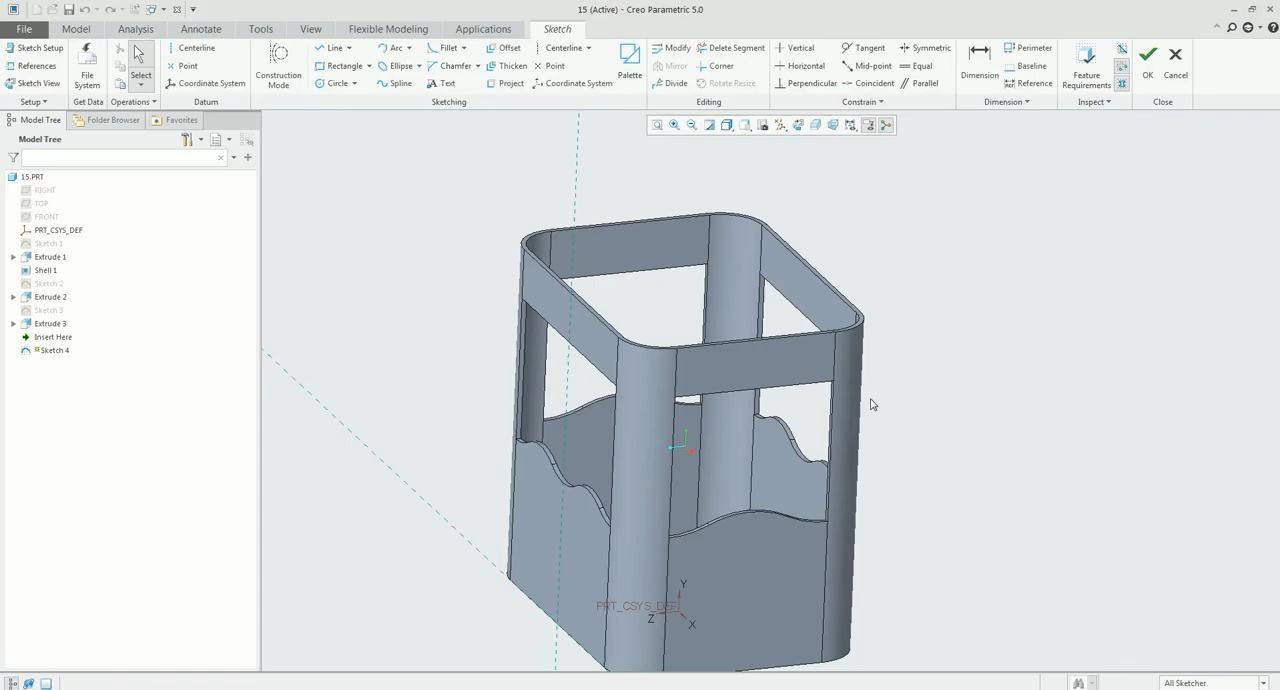 15 (Active) - Creo Parametric 5.0
File Model Analysis Annotate Tools View Flexible Modeling Applications Sketch
Sketch Setup
References
Sketch View
Setup
File System
Get Data
Select
Operations
Centerline
Point
Coordinate System
Datum
Construction Mode
Line Arc Fillet Offset Centerline
Rectangle Ellipse Chamfer Thicken Point
Circle Spline Text Project Coordinate System
Palette
Sketching
Modify Delete Segment
Mirror Corner
Divide Rotate Resize
Editing
Vertical Tangent Symmetric
Horizontal Mid-point Equal
Perpendicular Coincident Parallel
Constrain
Dimension
Perimeter
Baseline
Reference
Dimension
Feature Requirements
Inspect
OK
Cancel
Close
Model Tree Folder Browser Favorites
Model Tree
15.PRT
RIGHT
TOP
FRONT
PRT_CSYS_DEF
Sketch 1
Extrude 1
Shell 1
Sketch 2
Extrude 2
Sketch 3
Extrude 3
Insert Here
Sketch 4
Y
PRT_CSYS_DEF
Z
X
All Sketcher